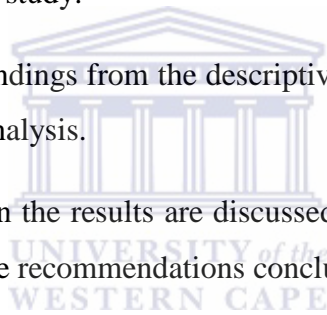 study.
ndings from the descriptiv
nalysis.
n the results are discussed
UNIVERSITY of the
e recommendations conclu
WESTERN CAPE